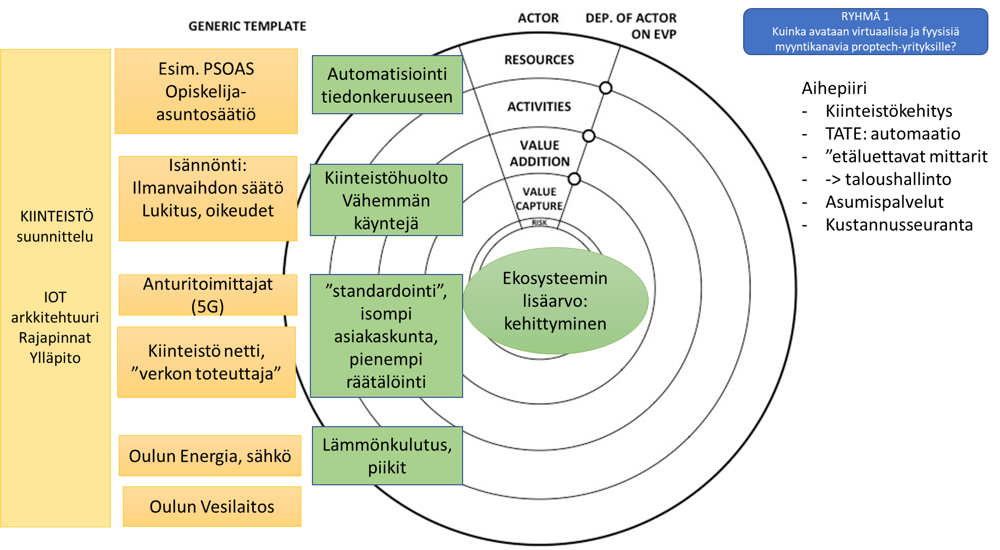 GENERIC TEMPLATE
ACTOR
DEP. OF ACTOR
ON EVP
RYHMÄ 1
Kuinka avataan virtuaalisia ja fyysisiä
myyntikanavia proptech-yrityksille?
KIINTEISTÖ
suunnittelu
IOT
arkkitehtuuri
Rajapinnat
Ylläpito
Esim. PSOAS
Opiskelija-
asuntosäätiö
Isännönti:
Ilmanvaihdon säätö
Lukitus, oikeudet
Anturitoimittajat
(5G)
Kiinteistö netti,
”verkon toteuttaja”
Oulun Energia, sähkö
Oulun Vesilaitos
Automatisiointi
tiedonkeruuseen
Kiinteistöhuolto
Vähemmän
käyntejä
”standardointi”,
isompi
asiakaskunta,
pienempi
räätälöinti
Lämmönkulutus,
piikit
RESOURCES
ACTIVITIES
VALUE
ADDITION
VALUE
CAPTURE
RISK
Ekosysteemin
lisäarvo:
kehittyminen
Aihepiiri
- Kiinteistökehitys
- TATE: automaatio
- ”etäluettavat mittarit
- -> taloushallinto
- Asumispalvelut
- Kustannusseuranta